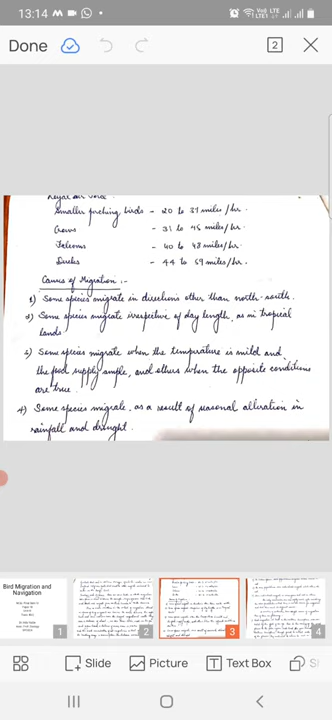 13:14
Vo))
LTE
LTE1
Done
2
Smaller perching birds - 20 to 37 miles/hr.
Crows - 31 to 45 miles/hr.
Falcons - 40 to 48 miles/hr.
Ducks - 44 to 59 miles/hr.
Causes of Migration :-
Some species migrate in directions other than north-south.
Some species migrate irrespective of day length, as in tropical
lands.
3) Some species migrate when the temperature is mild and
the food supply ample, and others when the opposite conditions
are true.
4) Some species migrate, as a result of seasonal alteration in
rainfall and drought.
Bird Migration and
Navigation
1
2
3
4
Slide
Picture
Text Box
S